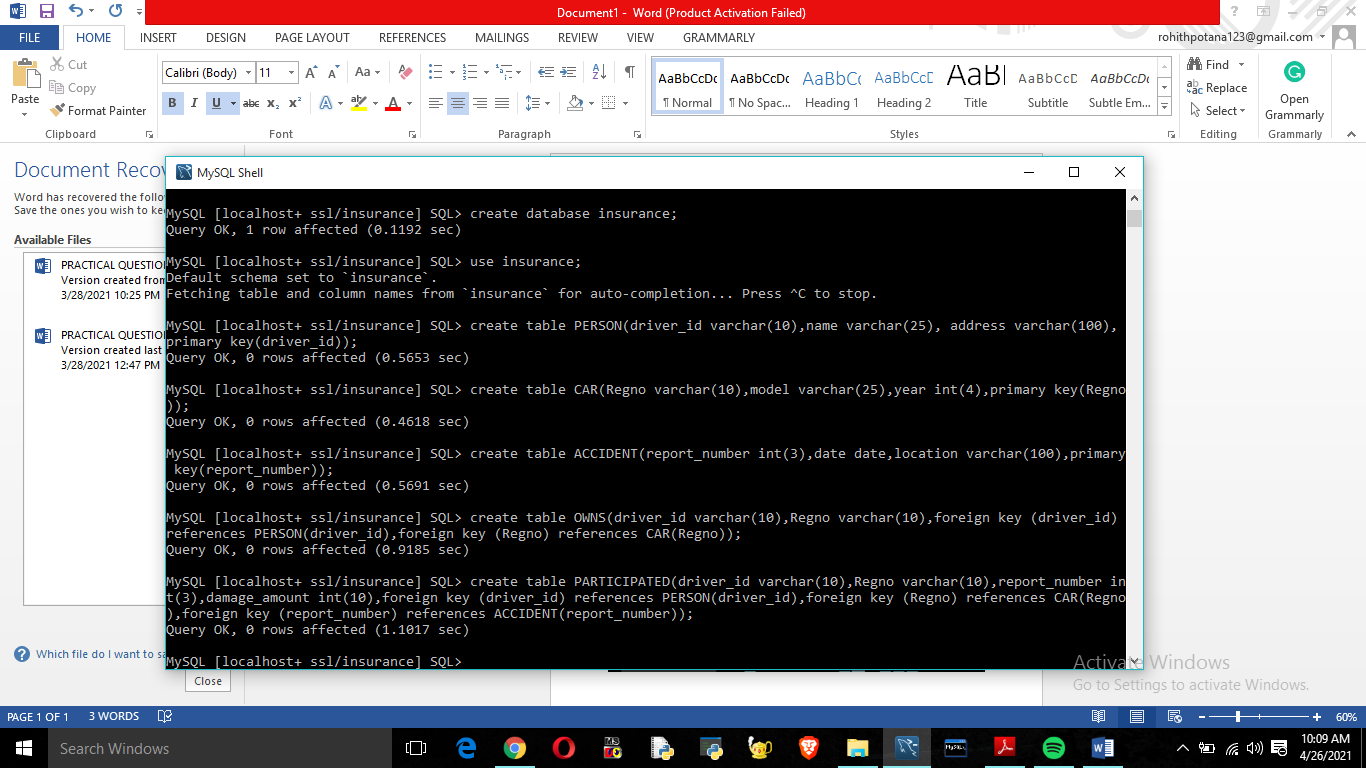 Document1 - Word (Product Activation Failed)
FILE HOME INSERT DESIGN PAGE LAYOUT REFERENCES MAILINGS REVIEW VIEW GRAMMARLY rohithpotana123@gmail.com
Paste
Cut
Copy
Format Painter
Clipboard
Calibri (Body) 11
B I U abc x₂ x²
Font
Paragraph
AaBbCcDc AaBbCcDc AaBbCc AaBbCcD AaB AaBbCcD AaBbCcDc
¶ Normal ¶ No Spac... Heading 1 Heading 2 Title Subtitle Subtle Em...
Styles
Find
Replace
Select
Editing
Open
Grammarly
Grammarly
Document Recov
Word has recovered the follo
Save the ones you wish to ke
Available Files
PRACTICAL QUESTIO
Version created from
3/28/2021 10:25 PM
PRACTICAL QUESTIO
Version created last
3/28/2021 12:47 PM
Which file do I want to sa
Close
MySQL Shell
MySQL [localhost+ ssl/insurance] SQL> create database insurance;
Query OK, 1 row affected (0.1192 sec)
MySQL [localhost+ ssl/insurance] SQL> use insurance;
Default schema set to `insurance`.
Fetching table and column names from `insurance` for auto-completion... Press ^C to stop.
MySQL [localhost+ ssl/insurance] SQL> create table PERSON(driver_id varchar(10),name varchar(25), address varchar(100),
primary key(driver_id));
Query OK, 0 rows affected (0.5653 sec)
MySQL [localhost+ ssl/insurance] SQL> create table CAR(Regno varchar(10),model varchar(25),year int(4),primary key(Regno
));
Query OK, 0 rows affected (0.4618 sec)
MySQL [localhost+ ssl/insurance] SQL> create table ACCIDENT(report_number int(3),date date,location varchar(100),primary
key(report_number));
Query OK, 0 rows affected (0.5691 sec)
MySQL [localhost+ ssl/insurance] SQL> create table OWNS(driver_id varchar(10),Regno varchar(10),foreign key (driver_id)
references PERSON(driver_id),foreign key (Regno) references CAR(Regno));
Query OK, 0 rows affected (0.9185 sec)
MySQL [localhost+ ssl/insurance] SQL> create table PARTICIPATED(driver_id varchar(10),Regno varchar(10),report_number in
t(3),damage_amount int(10),foreign key (driver_id) references PERSON(driver_id),foreign key (Regno) references CAR(Regno
),foreign key (report_number) references ACCIDENT(report_number));
Query OK, 0 rows affected (1.1017 sec)
MySQL [localhost+ ssl/insurance] SQL>
Activate Windows
Go to Settings to activate Windows.
PAGE 1 OF 1 3 WORDS 60%
Search Windows
10:09 AM
4/26/2021